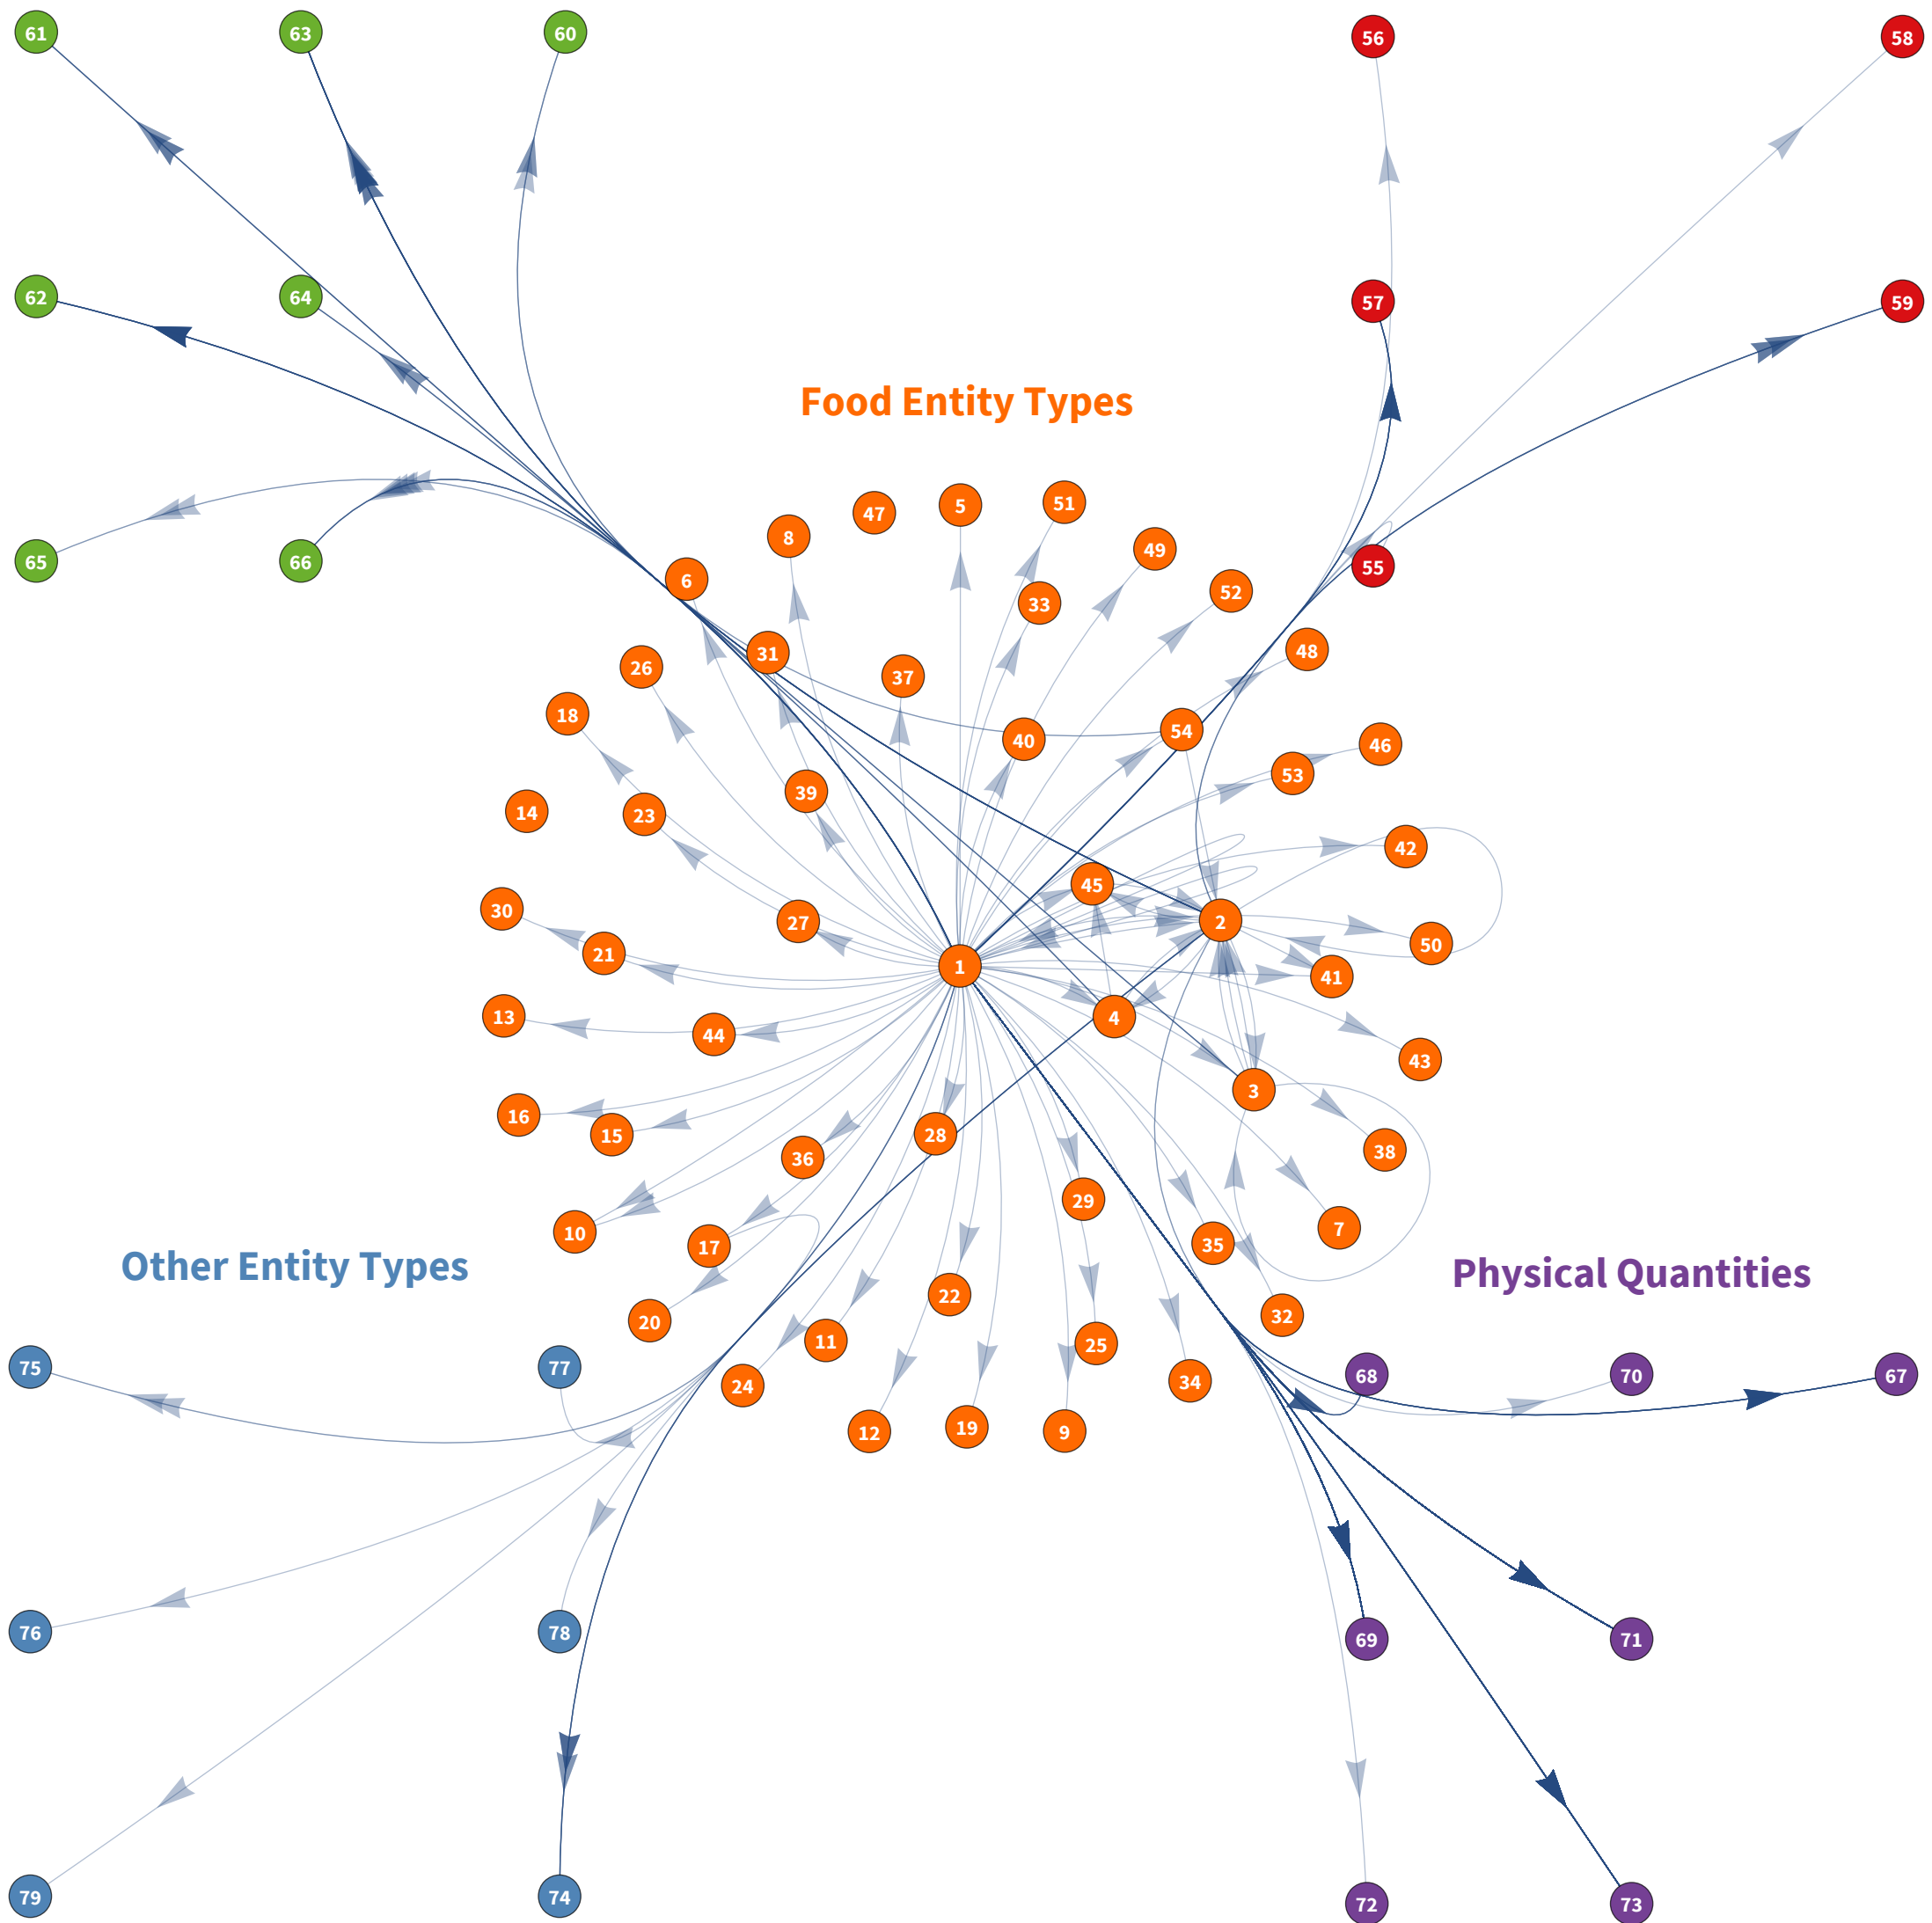 61 63 60 56 58
62 64 57 59
Food Entity Types
65 66 55
47 5 51
8 49
6 33 52
31 48
26 37
18 40 54 46
39 53
14 23 42
45
30 27 2 50
21 1 41
13 44 4 43
3
16 15 28 38
36
10 17 29 35 7
Other Entity Types Physical Quantities
20 22 32
11 25
75 77 24 34 68 70 67
12 19 9
76 78 69 71
79 74 72 73